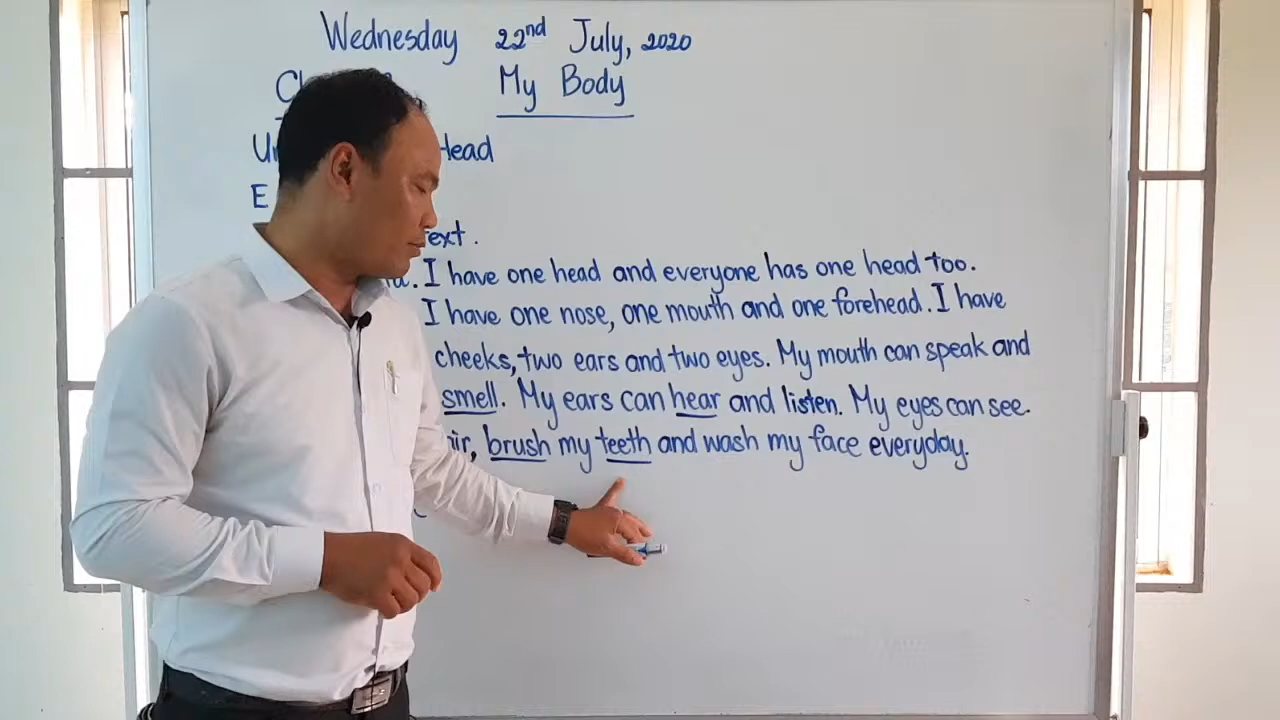 Wednesday 22nd July, 2020
My Body
Head
E
text.
I have one head and everyone has one head too.
I have one nose, one mouth and one forehead. I have
cheeks, two ears and two eyes. My mouth can speak and
smell. My ears can hear and listen. My eyes can see.
brush my teeth and wash my face everyday.